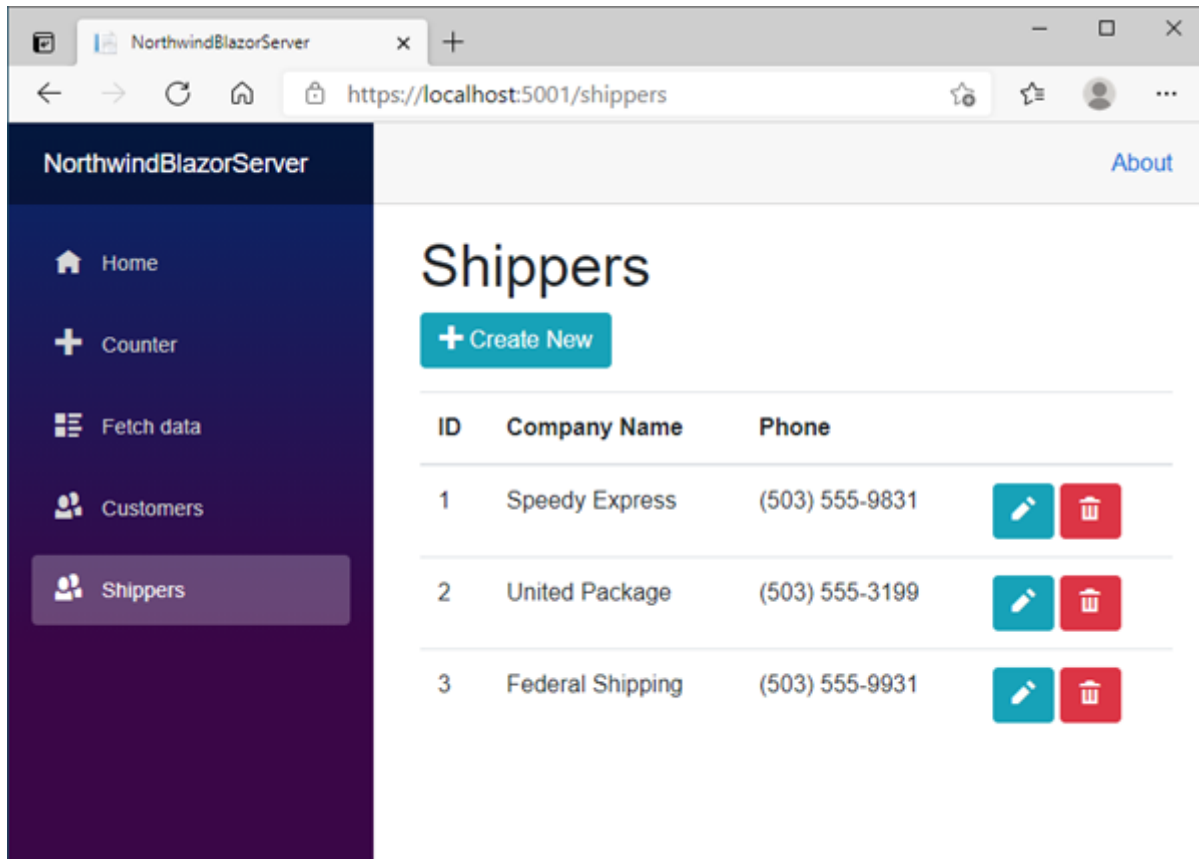 NorthwindBlazorServer
https://localhost:5001/shippers
NorthwindBlazorServer
About
Home
Counter
Fetch data
Customers
Shippers
Shippers
Create New
ID Company Name Phone
1 Speedy Express (503) 555-9831
2 United Package (503) 555-3199
3 Federal Shipping (503) 555-9931